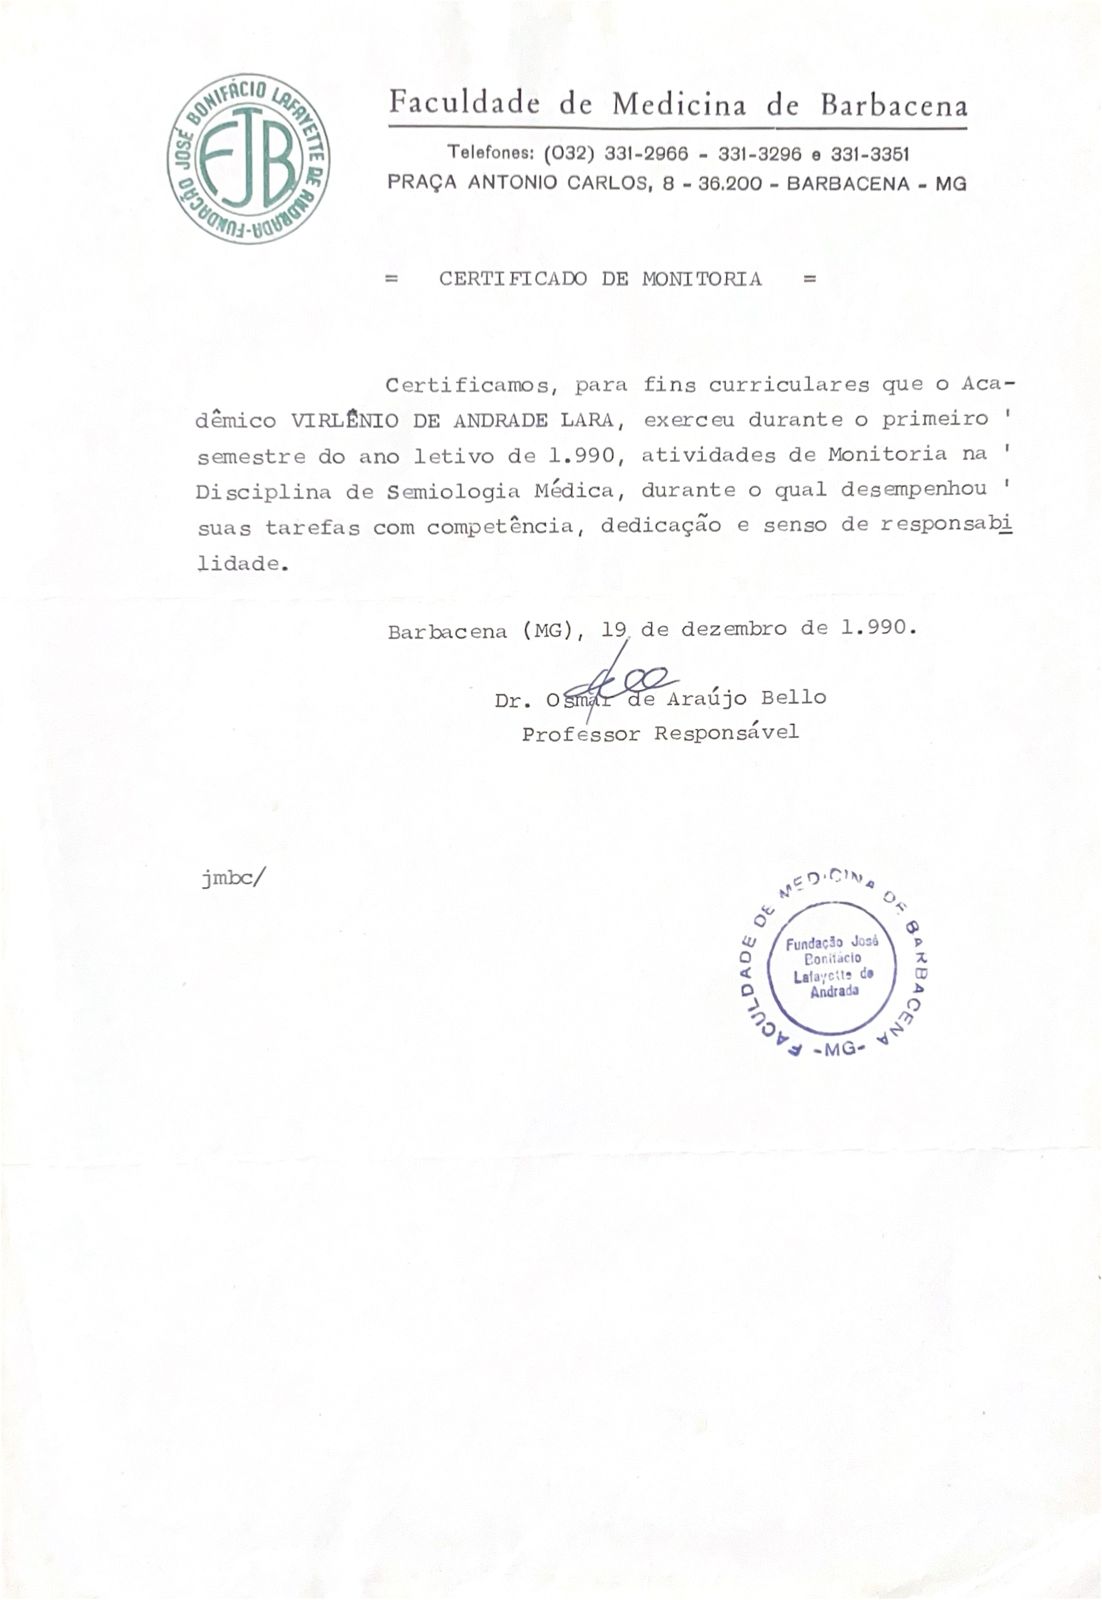 FUNDAÇÃO JOSÉ BONIFÁCIO LAFAYETTE DE ANDRADA-
FJB
Faculdade de Medicina de Barbacena
Telefones: (032) 331-2966 - 331-3296 e 331-3351
PRAÇA ANTONIO CARLOS, 8 - 36.200 - BARBACENA - MG
= CERTIFICADO DE MONITORIA =
Certificamos, para fins curriculares que o Aca-
dêmico VIRLÊNIO DE ANDRADE LARA, exerceu durante o primeiro '
semestre do ano letivo de 1.990, atividades de Monitoria na '
Disciplina de Semiologia Médica, durante o qual desempenhou '
suas tarefas com competência, dedicação e senso de responsabi
lidade.
Barbacena (MG), 19 de dezembro de 1.990.
Dr. Osmar de Araújo Bello
Professor Responsável
jmbc/
FACULDADE DE MEDICINA DE BARBACENA
Fundação José
Bonifácio
Lafayette de
Andrada
-MG-